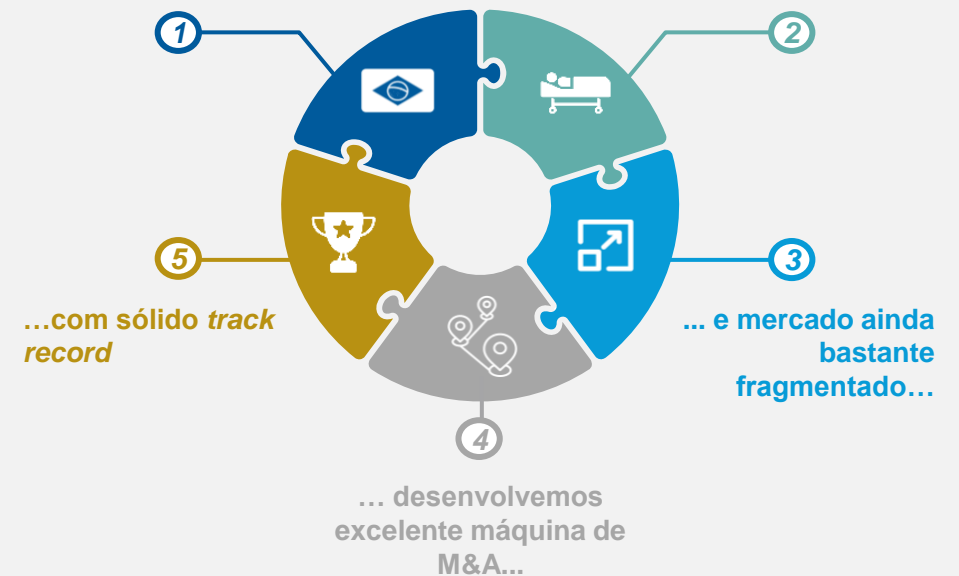 1
2
5
3
…com sólido track
record
... e mercado ainda
bastante
fragmentado…
4
… desenvolvemos
excelente máquina de
M&A...